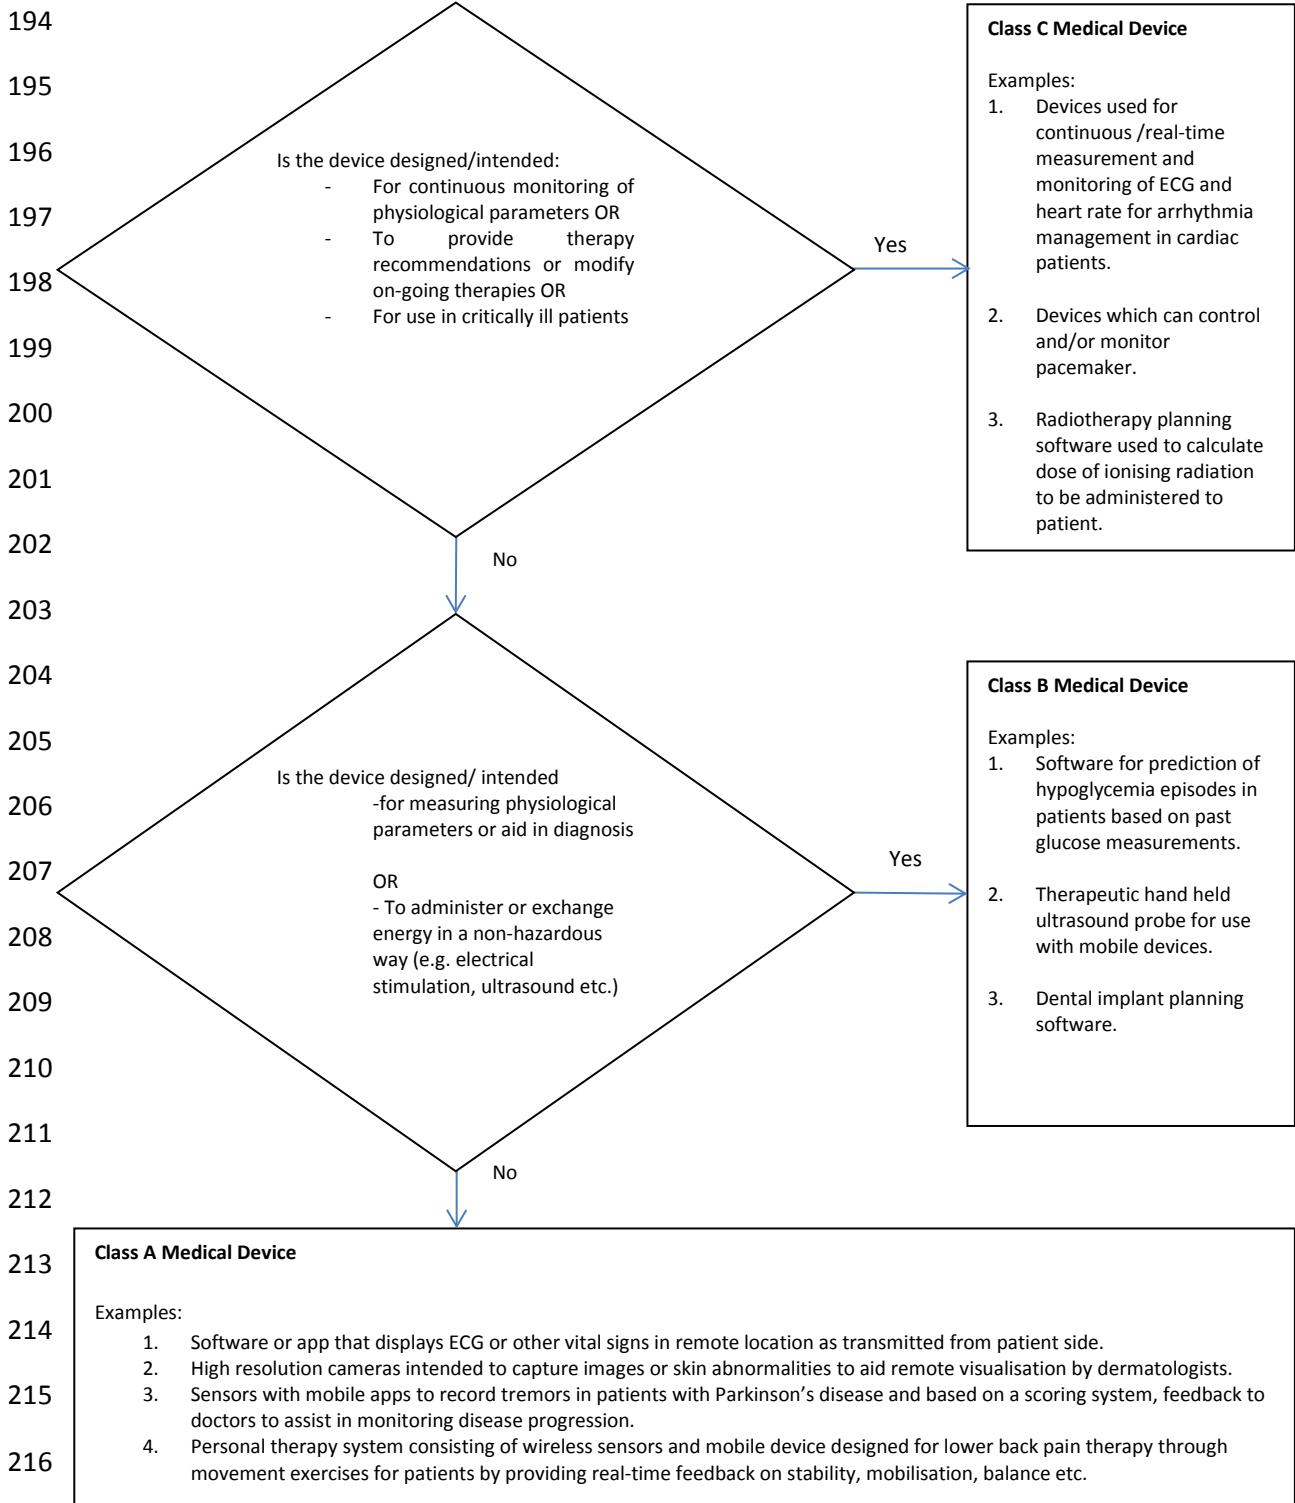 194
Class C Medical Device
195
Examples:
1. Devices used for
continuous /real-time
measurement and
monitoring of ECG and
heart rate for arrhythmia
management in cardiac
patients.
2. Devices which can control
and/or monitor
pacemaker.
3. Radiotherapy planning
software used to calculate
dose of ionising radiation
to be administered to
patient.
196
Is the device designed/intended:
- For continuous monitoring of
physiological parameters OR
- To provide therapy
recommendations or modify
on-going therapies OR
- For use in critically ill patients
197
Yes
198
199
200
201
202
No
203
204
Class B Medical Device
Examples:
1. Software for prediction of
hypoglycemia episodes in
patients based on past
glucose measurements.
2. Therapeutic hand held
ultrasound probe for use
with mobile devices.
3. Dental implant planning
software.
205
Is the device designed/ intended
-for measuring physiological
parameters or aid in diagnosis
OR
- To administer or exchange
energy in a non-hazardous
way (e.g. electrical
stimulation, ultrasound etc.)
206
207
Yes
208
209
210
211
No
212
213
Class A Medical Device
Examples:
214
1. Software or app that displays ECG or other vital signs in remote location as transmitted from patient side.
2. High resolution cameras intended to capture images or skin abnormalities to aid remote visualisation by dermatologists.
215
3. Sensors with mobile apps to record tremors in patients with Parkinson’s disease and based on a scoring system, feedback to
doctors to assist in monitoring disease progression.
216
4. Personal therapy system consisting of wireless sensors and mobile device designed for lower back pain therapy through
movement exercises for patients by providing real-time feedback on stability, mobilisation, balance etc.